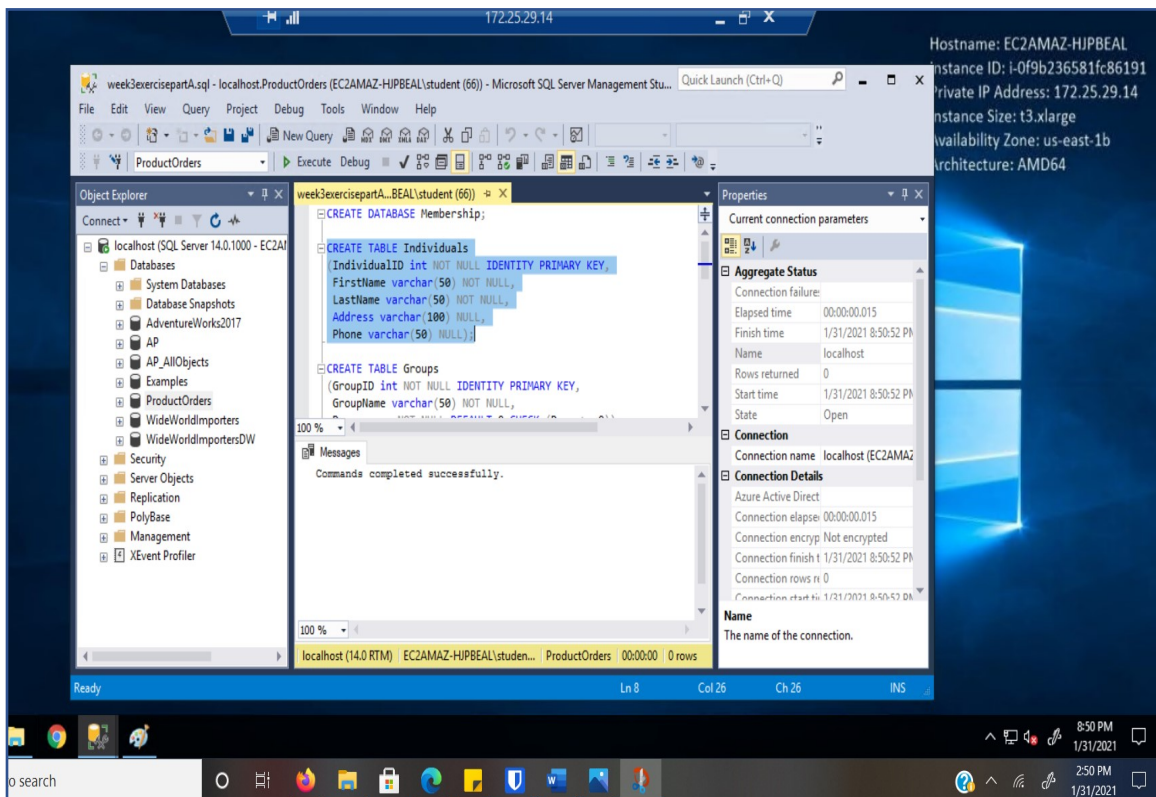 172.25.29.14
Hostname: EC2AMAZ-HJPBEAL
Instance ID: i-0f9b236581fc86191
Private IP Address: 172.25.29.14
Instance Size: t3.xlarge
Availability Zone: us-east-1b
Architecture: AMD64
week3exercisepartA.sql - localhost.ProductOrders (EC2AMAZ-HJPBEAL\student (66)) - Microsoft SQL Server Management Stu...
Quick Launch (Ctrl+Q)
File Edit View Query Project Debug Tools Window Help
New Query
ProductOrders
Execute Debug
Object Explorer
Connect
localhost (SQL Server 14.0.1000 - EC2A
Databases
System Databases
Database Snapshots
AdventureWorks2017
AP
AP_AllObjects
Examples
ProductOrders
WideWorldImporters
WideWorldImportersDW
Security
Server Objects
Replication
PolyBase
Management
XEvent Profiler
week3exercisepartA...BEAL\student (66))
CREATE DATABASE Membership;
CREATE TABLE Individuals
(IndividualID int NOT NULL IDENTITY PRIMARY KEY,
FirstName varchar(50) NOT NULL,
LastName varchar(50) NOT NULL,
Address varchar(100) NULL,
Phone varchar(50) NULL);
CREATE TABLE Groups
(GroupID int NOT NULL IDENTITY PRIMARY KEY,
GroupName varchar(50) NOT NULL,
100 %
Messages
Commands completed successfully.
100 %
localhost (14.0 RTM) EC2AMAZ-HJPBEAL\studen... ProductOrders 00:00:00 0 rows
Properties
Current connection parameters
Aggregate Status
Connection failure
Elapsed time 00:00:00.015
Finish time 1/31/2021 8:50:52 PM
Name localhost
Rows returned 0
Start time 1/31/2021 8:50:52 PM
State Open
Connection
Connection name localhost (EC2AMAZ
Connection Details
Azure Active Direct
Connection elapse 00:00:00.015
Connection encryp Not encrypted
Connection finish t 1/31/2021 8:50:52 PM
Connection rows re 0
Connection start ti 1/31/2021 8:50:52 PM
Name
The name of the connection.
Ready Ln 8 Col 26 Ch 26 INS
8:50 PM
1/31/2021
o search
2:50 PM
1/31/2021